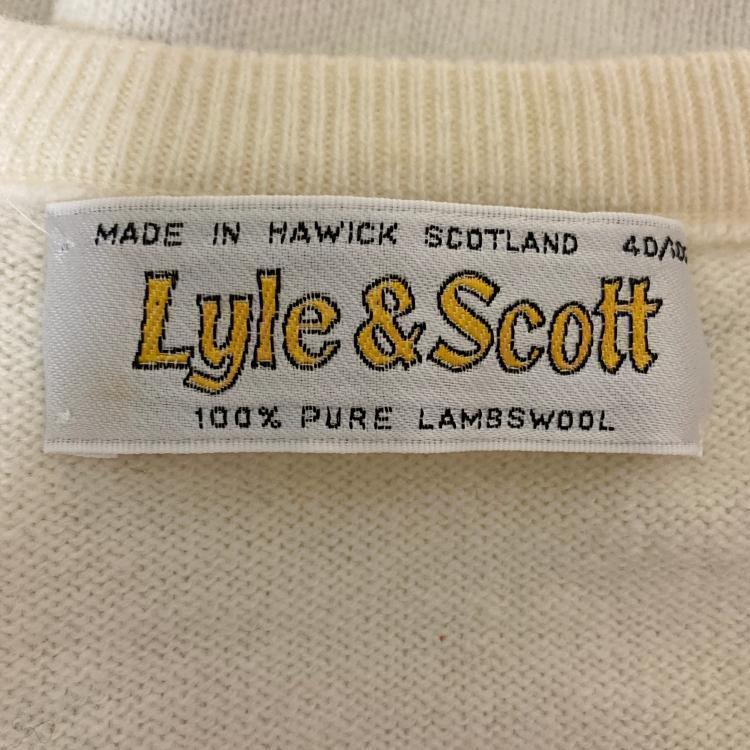 MADE IN HAWICK SCOTLAND
Lyle & Scott
100% PURE LAMBSWOOL